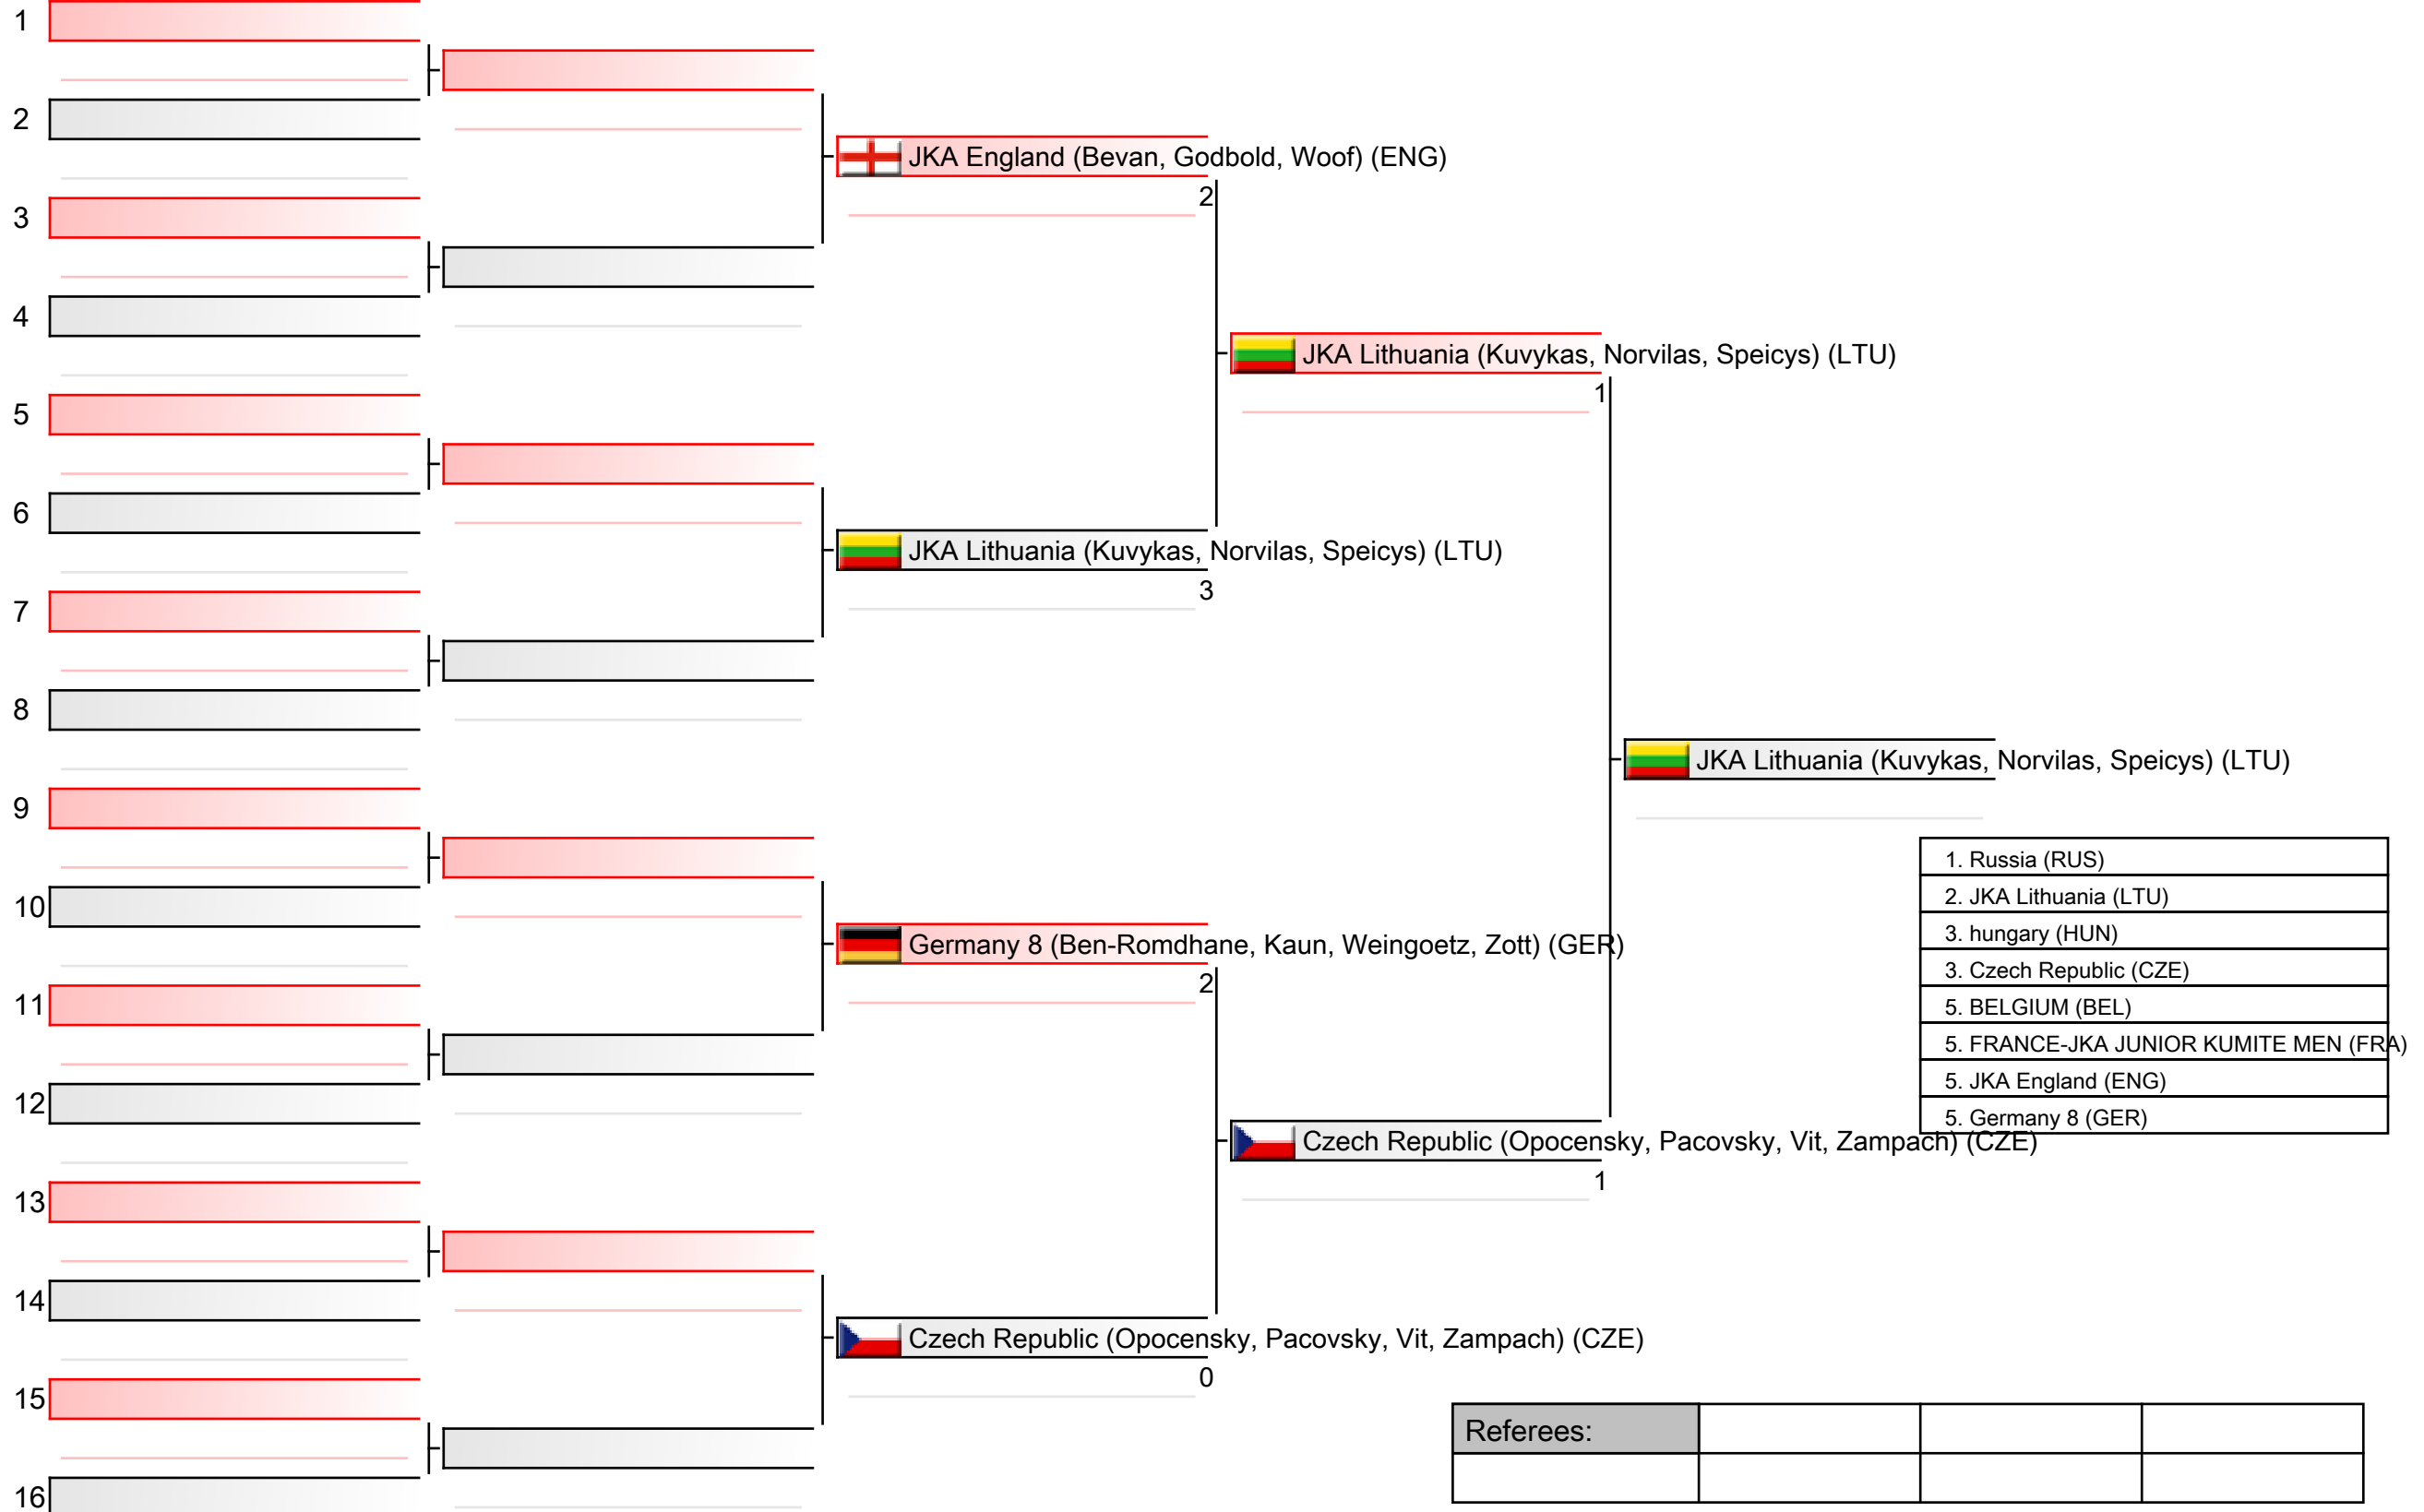 1
2
JKA England (Bevan, Godbold, Woof) (ENG)
2
3
4
JKA Lithuania (Kuvykas, Norvilas, Speicys) (LTU)
1
5
6
JKA Lithuania (Kuvykas, Norvilas, Speicys) (LTU)
3
7
8
JKA Lithuania (Kuvykas, Norvilas, Speicys) (LTU)
9
10
Germany 8 (Ben-Romdhane, Kaun, Weingoetz, Zott) (GER)
2
11
12
Czech Republic (Opocensky, Pacovsky, Vit, Zampach) (CZE)
1
13
14
Czech Republic (Opocensky, Pacovsky, Vit, Zampach) (CZE)
0
15
16
1. Russia (RUS)
2. JKA Lithuania (LTU)
3. hungary (HUN)
3. Czech Republic (CZE)
5. BELGIUM (BEL)
5. FRANCE-JKA JUNIOR KUMITE MEN (FRA)
5. JKA England (ENG)
5. Germany 8 (GER)
Referees: